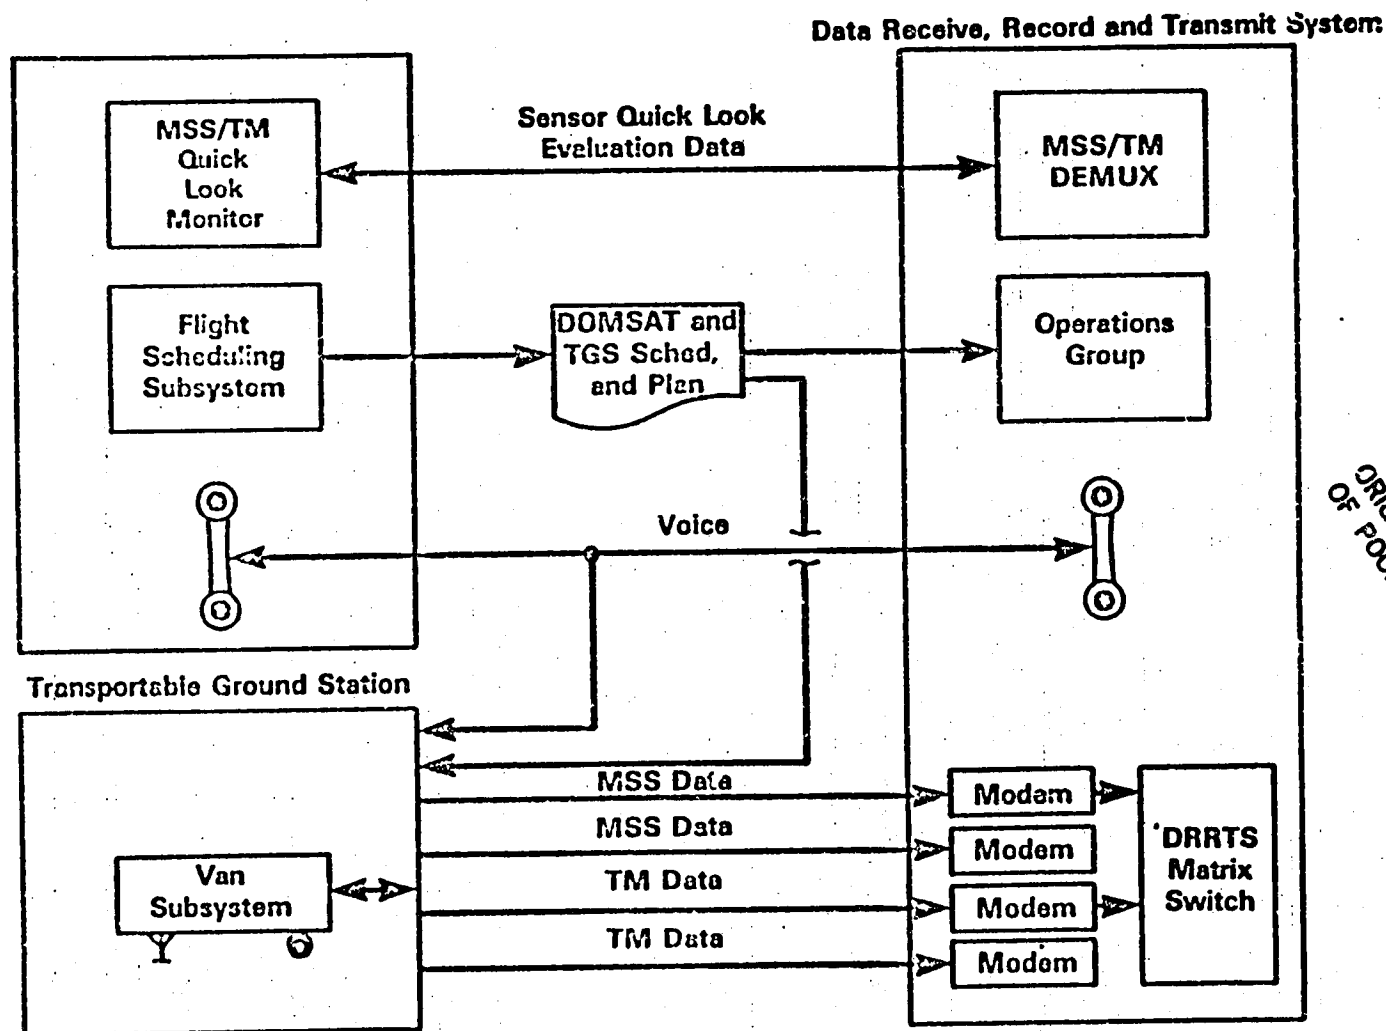 Data Receive, Record and Transmit System
MSS/TM
Quick
Look
Monitor
Sensor Quick Look
Evaluation Data
MSS/TM
DEMUX
Flight
Scheduling
Subsystem
DOMSAT and
TGS Sched,
and Plan
Operations
Group
Voice
OF
Transportable Ground Station
Van
Subsystem
MSS Data
MSS Data
TM Data
TM Data
Modem
Modem
Modem
Modem
DRRTS
Matrix
Switch